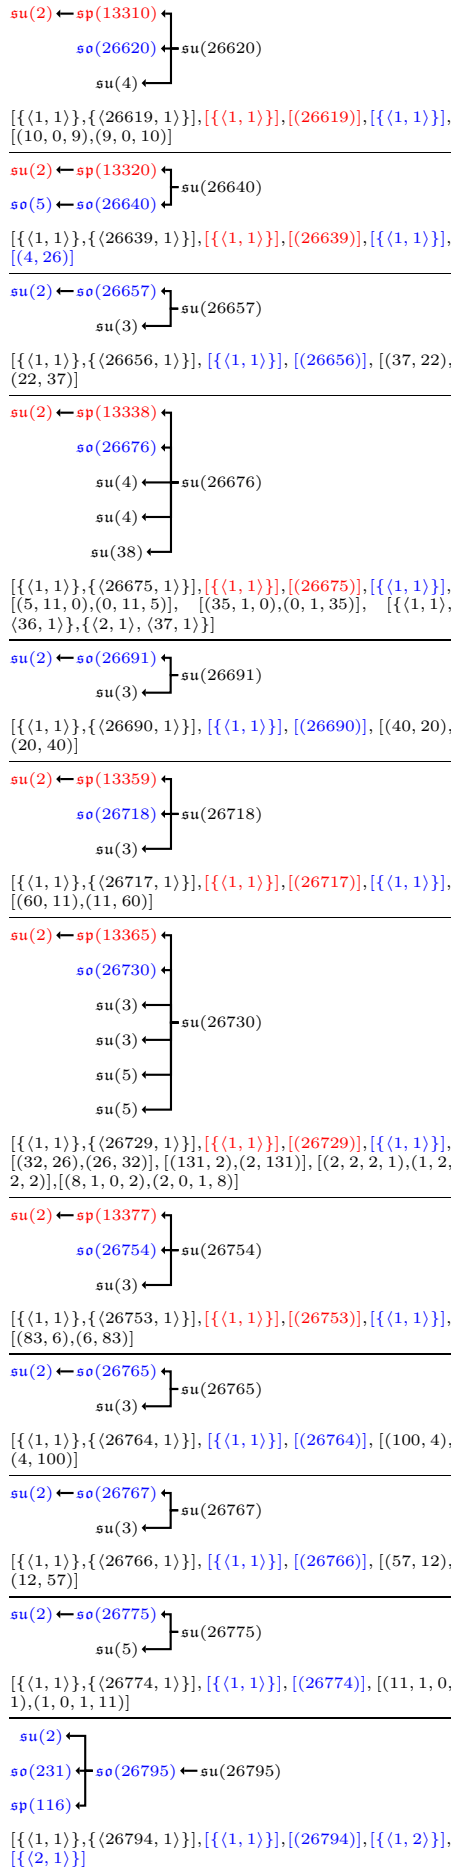 𝔰𝔲(2) 𝔰𝔭(13310)
𝔰𝔬(26620) 𝔰𝔲(26620)
𝔰𝔲(4)
[{⟨1, 1⟩},{⟨26619, 1⟩}],[{⟨1, 1⟩}],[(26619)],[{⟨1, 1⟩}],
[(10, 0, 9),(9, 0, 10)]
𝔰𝔲(2) 𝔰𝔭(13320)
𝔰𝔲(26640)
𝔰𝔬(5) 𝔰𝔬(26640)
[{⟨1, 1⟩},{⟨26639, 1⟩}],[{⟨1, 1⟩}],[(26639)],[{⟨1, 1⟩}],
[(4, 26)]
𝔰𝔲(2) 𝔰𝔬(26657)
𝔰𝔲(26657)
𝔰𝔲(3)
[{⟨1, 1⟩},{⟨26656, 1⟩}], [{⟨1, 1⟩}], [(26656)], [(37, 22),
(22, 37)]
𝔰𝔲(2) 𝔰𝔭(13338)
𝔰𝔬(26676)
𝔰𝔲(4) 𝔰𝔲(26676)
𝔰𝔲(4)
𝔰𝔲(38)
[{⟨1, 1⟩},{⟨26675, 1⟩}],[{⟨1, 1⟩}],[(26675)],[{⟨1, 1⟩}],
[(5, 11, 0),(0, 11, 5)], [(35, 1, 0),(0, 1, 35)], [{⟨1, 1⟩,
⟨36, 1⟩},{⟨2, 1⟩, ⟨37, 1⟩}]
𝔰𝔲(2) 𝔰𝔬(26691)
𝔰𝔲(26691)
𝔰𝔲(3)
[{⟨1, 1⟩},{⟨26690, 1⟩}], [{⟨1, 1⟩}], [(26690)], [(40, 20),
(20, 40)]
𝔰𝔲(2) 𝔰𝔭(13359)
𝔰𝔬(26718) 𝔰𝔲(26718)
𝔰𝔲(3)
[{⟨1, 1⟩},{⟨26717, 1⟩}],[{⟨1, 1⟩}],[(26717)],[{⟨1, 1⟩}],
[(60, 11),(11, 60)]
𝔰𝔲(2) 𝔰𝔭(13365)
𝔰𝔬(26730)
𝔰𝔲(3)
𝔰𝔲(26730)
𝔰𝔲(3)
𝔰𝔲(5)
𝔰𝔲(5)
[{⟨1, 1⟩},{⟨26729, 1⟩}],[{⟨1, 1⟩}],[(26729)],[{⟨1, 1⟩}],
[(32, 26),(26, 32)], [(131, 2),(2, 131)], [(2, 2, 2, 1),(1, 2,
2, 2)],[(8, 1, 0, 2),(2, 0, 1, 8)]
𝔰𝔲(2) 𝔰𝔭(13377)
𝔰𝔬(26754) 𝔰𝔲(26754)
𝔰𝔲(3)
[{⟨1, 1⟩},{⟨26753, 1⟩}],[{⟨1, 1⟩}],[(26753)],[{⟨1, 1⟩}],
[(83, 6),(6, 83)]
𝔰𝔲(2) 𝔰𝔬(26765)
𝔰𝔲(26765)
𝔰𝔲(3)
[{⟨1, 1⟩},{⟨26764, 1⟩}], [{⟨1, 1⟩}], [(26764)], [(100, 4),
(4, 100)]
𝔰𝔲(2) 𝔰𝔬(26767)
𝔰𝔲(26767)
𝔰𝔲(3)
[{⟨1, 1⟩},{⟨26766, 1⟩}], [{⟨1, 1⟩}], [(26766)], [(57, 12),
(12, 57)]
𝔰𝔲(2) 𝔰𝔬(26775)
𝔰𝔲(26775)
𝔰𝔲(5)
[{⟨1, 1⟩},{⟨26774, 1⟩}], [{⟨1, 1⟩}], [(26774)], [(11, 1, 0,
1),(1, 0, 1, 11)]
𝔰𝔲(2)
𝔰𝔬(231) 𝔰𝔬(26795) 𝔰𝔲(26795)
𝔰𝔭(116)
[{⟨1, 1⟩},{⟨26794, 1⟩}],[{⟨1, 1⟩}],[(26794)],[{⟨1, 2⟩}],
[{⟨2, 1⟩}]